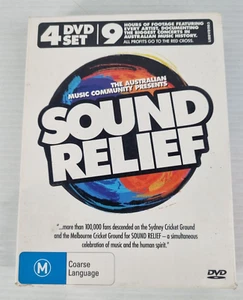 4 DVD
SET
9
HOURS OF FOOTAGE FEATURING
EVERY ARTIST, DOCUMENTING
THE BIGGEST CONCERTS IN
AUSTRALIAN MUSIC HISTORY.
ALL PROFITS GO TO THE RED CROSS.
THE AUSTRALIAN
MUSIC COMMUNITY PRESENTS
SOUND
RELIEF
"...more than 100,000 fans descended on the Sydney Cricket Ground
and the Melbourne Cricket Ground for SOUND RELIEF – a simultaneous
celebration of music and the human spirit."
M
Coarse
Language
DVD